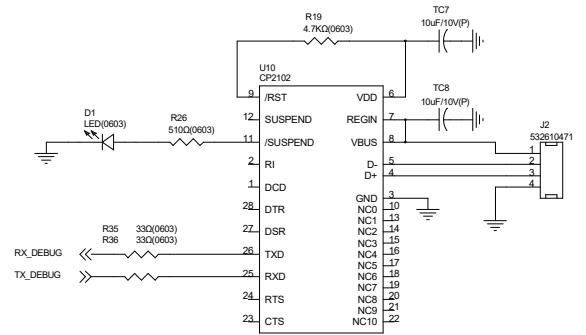 R19
4.7KΩ(0603)
TC7
10uF/10V(P)
U10
CP2102
TC8
10uF/10V(P)
D1
LED(0603)
R26
510Ω(0603)
J2
532610471
9 /RST VDD 6
12 SUSPEND REGIN 7
11 /SUSPEND VBUS 8
2 RI D- 5
D+ 4
1 DCD
GND 3
28 DTR NC0 10
NC1 13
27 DSR NC2 14
NC3 15
26 TXD NC4 16
NC5 17
25 RXD NC6 18
NC7 19
24 RTS NC8 20
NC9 21
23 CTS NC10 22
1
2
3
4
R35 33Ω(0603)
R36 33Ω(0603)
RX_DEBUG
TX_DEBUG